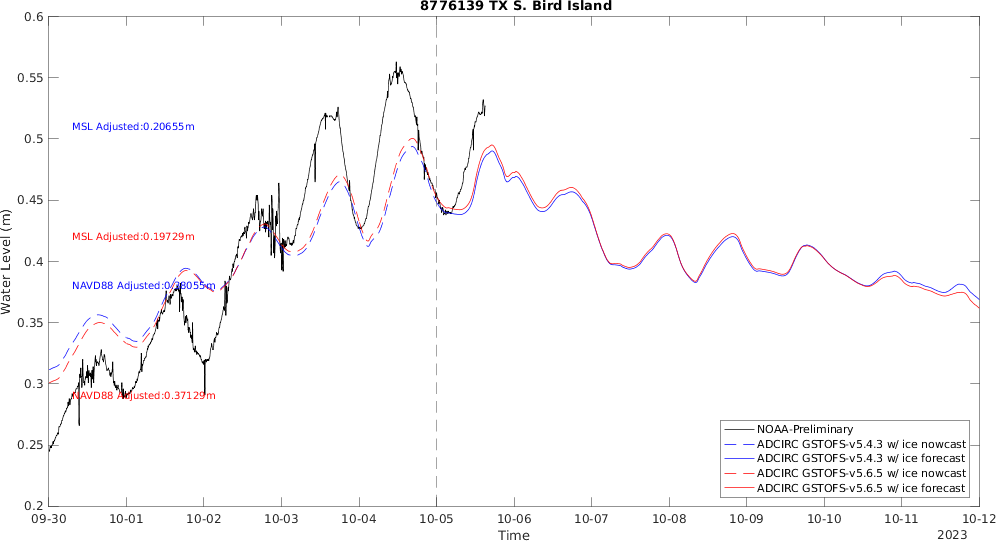 8776139 TX S. Bird Island
0.6
0.55
0.5
0.45
0.4
0.35
0.3
0.25
0.2
Water Level (m)
MSL Adjusted:0.20655m
MSL Adjusted:0.19729m
NAVD88 Adjusted:0.38055m
NAVD88 Adjusted:0.37129m
NOAA-Preliminary
ADCIRC GSTOFS-v5.4.3 w/ ice nowcast
ADCIRC GSTOFS-v5.4.3 w/ ice forecast
ADCIRC GSTOFS-v5.6.5 w/ ice nowcast
ADCIRC GSTOFS-v5.6.5 w/ ice forecast
09-30 10-01 10-02 10-03 10-04 10-05 10-06 10-07 10-08 10-09 10-10 10-11 10-12
Time
2023